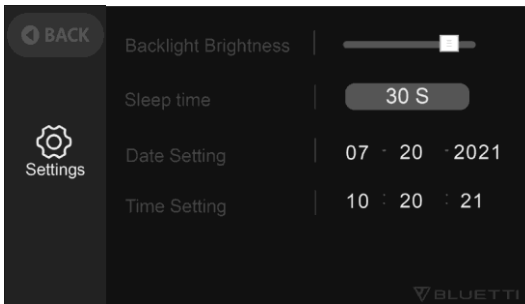 BACK
Backlight Brightness
Sleep time
30 S
Settings
Date Setting
07 - 20 - 2021
Time Setting
10 : 20 : 21
BLUETTI